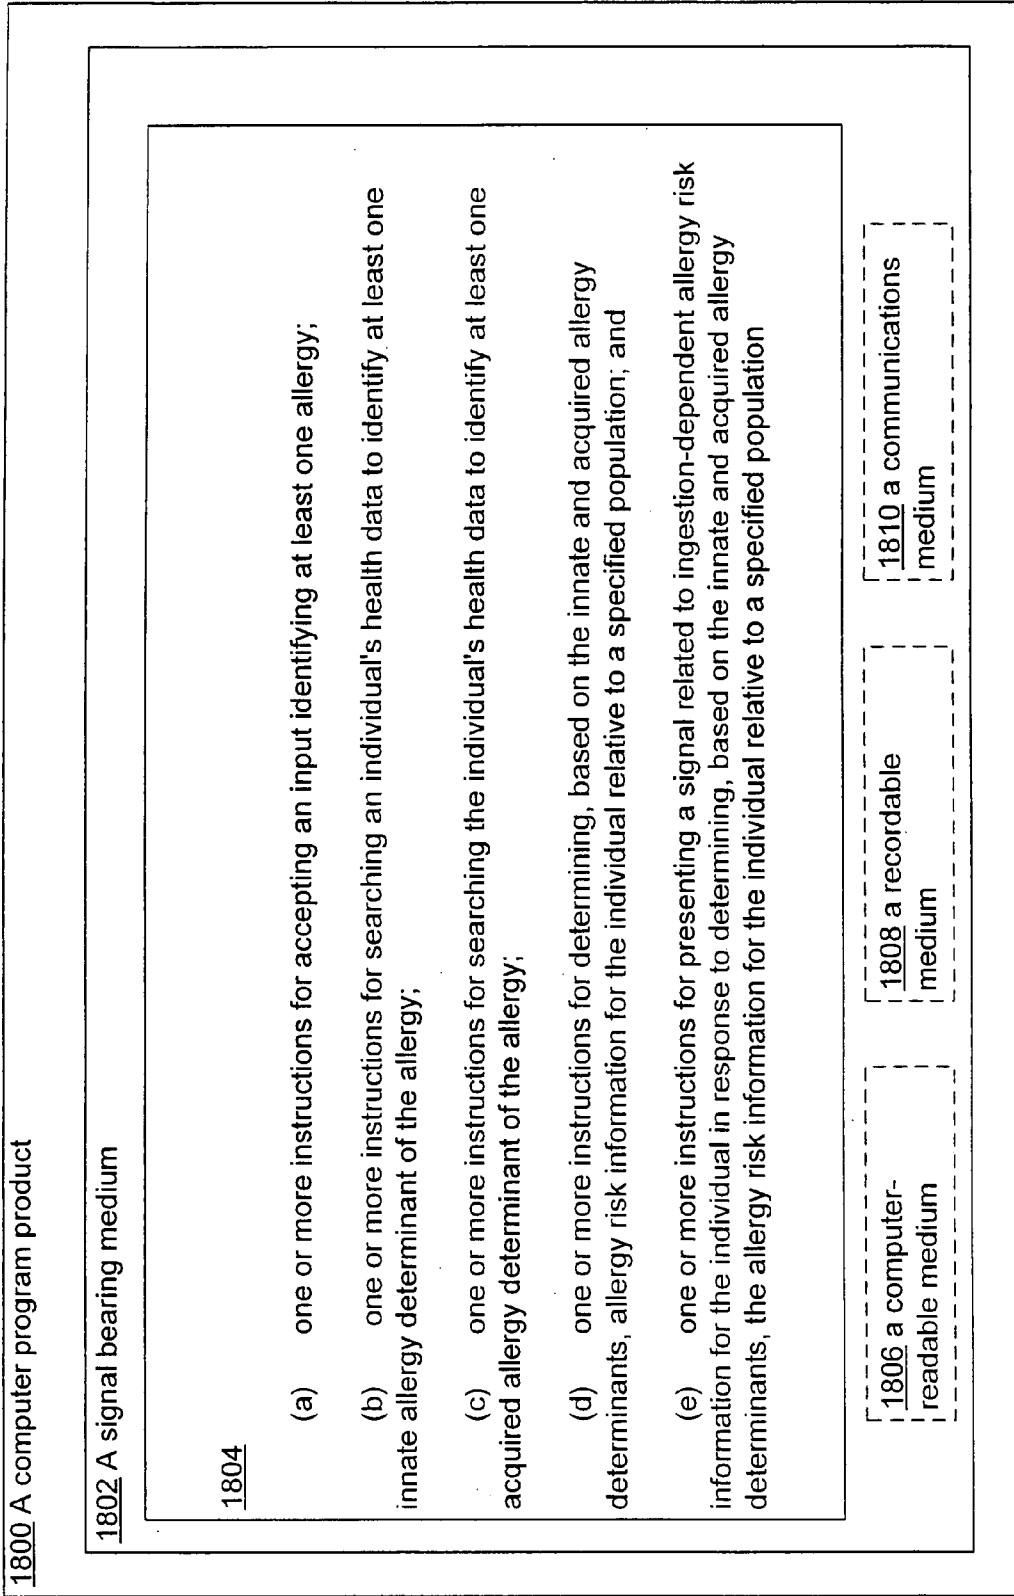 1800 A computer program product
1802 A signal bearing medium
1804
(a) one or more instructions for accepting an input identifying at least one allergy;
(b) one or more instructions for searching an individual's health data to identify at least one
innate allergy determinant of the allergy;
(c) one or more instructions for searching the individual's health data to identify at least one
acquired allergy determinant of the allergy;
(d) one or more instructions for determining, based on the innate and acquired allergy
determinants, allergy risk information for the individual relative to a specified population; and
(e) one or more instructions for presenting a signal related to ingestion-dependent allergy risk
information for the individual in response to determining, based on the innate and acquired allergy
determinants, the allergy risk information for the individual relative to a specified population
1806 a computer-
readable medium
1808 a recordable
medium
1810 a communications
medium